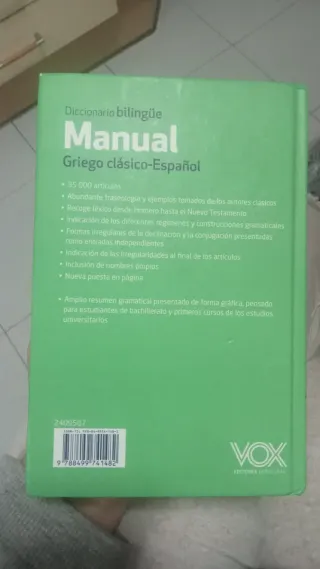 Diccionario bilingüe
Manual
Griego clásico-Español
• 35 000 artículos
• Abundante fraseología y ejemplos tomados de los autores clásicos
• Recoge léxico desde Homero hasta el Nuevo Testamento
• Indicación de los diferentes regímenes y construcciones gramaticales
• Formas irregulares de la declinación y la conjugación presentadas
como entradas independientes
• Indicación de las irregularidades al final de los artículos
• Inclusión de nombres propios
• Nueva puesta en página
• Amplio resumen gramatical presentado de forma gráfica, pensado
para estudiantes de bachillerato y primeros cursos de los estudios
universitarios
2400507
9 788499 741482
VOX